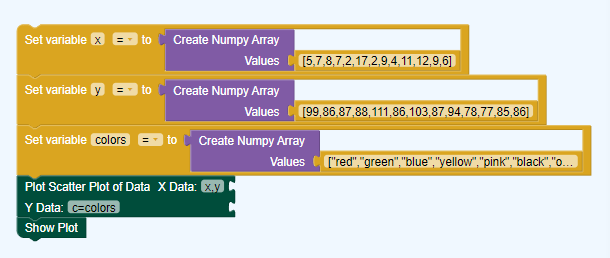 Set variable x = to Create Numpy Array
Values [5,7,8,7,2,17,2,9,4,11,12,9,6]
Set variable y = to Create Numpy Array
Values [99,86,87,88,111,86,103,87,94,78,77,85,86]
Set variable colors = to Create Numpy Array
Values ["red","green","blue","yellow","pink","black","o...
Plot Scatter Plot of Data X Data: x,y
Y Data: c=colors
Show Plot